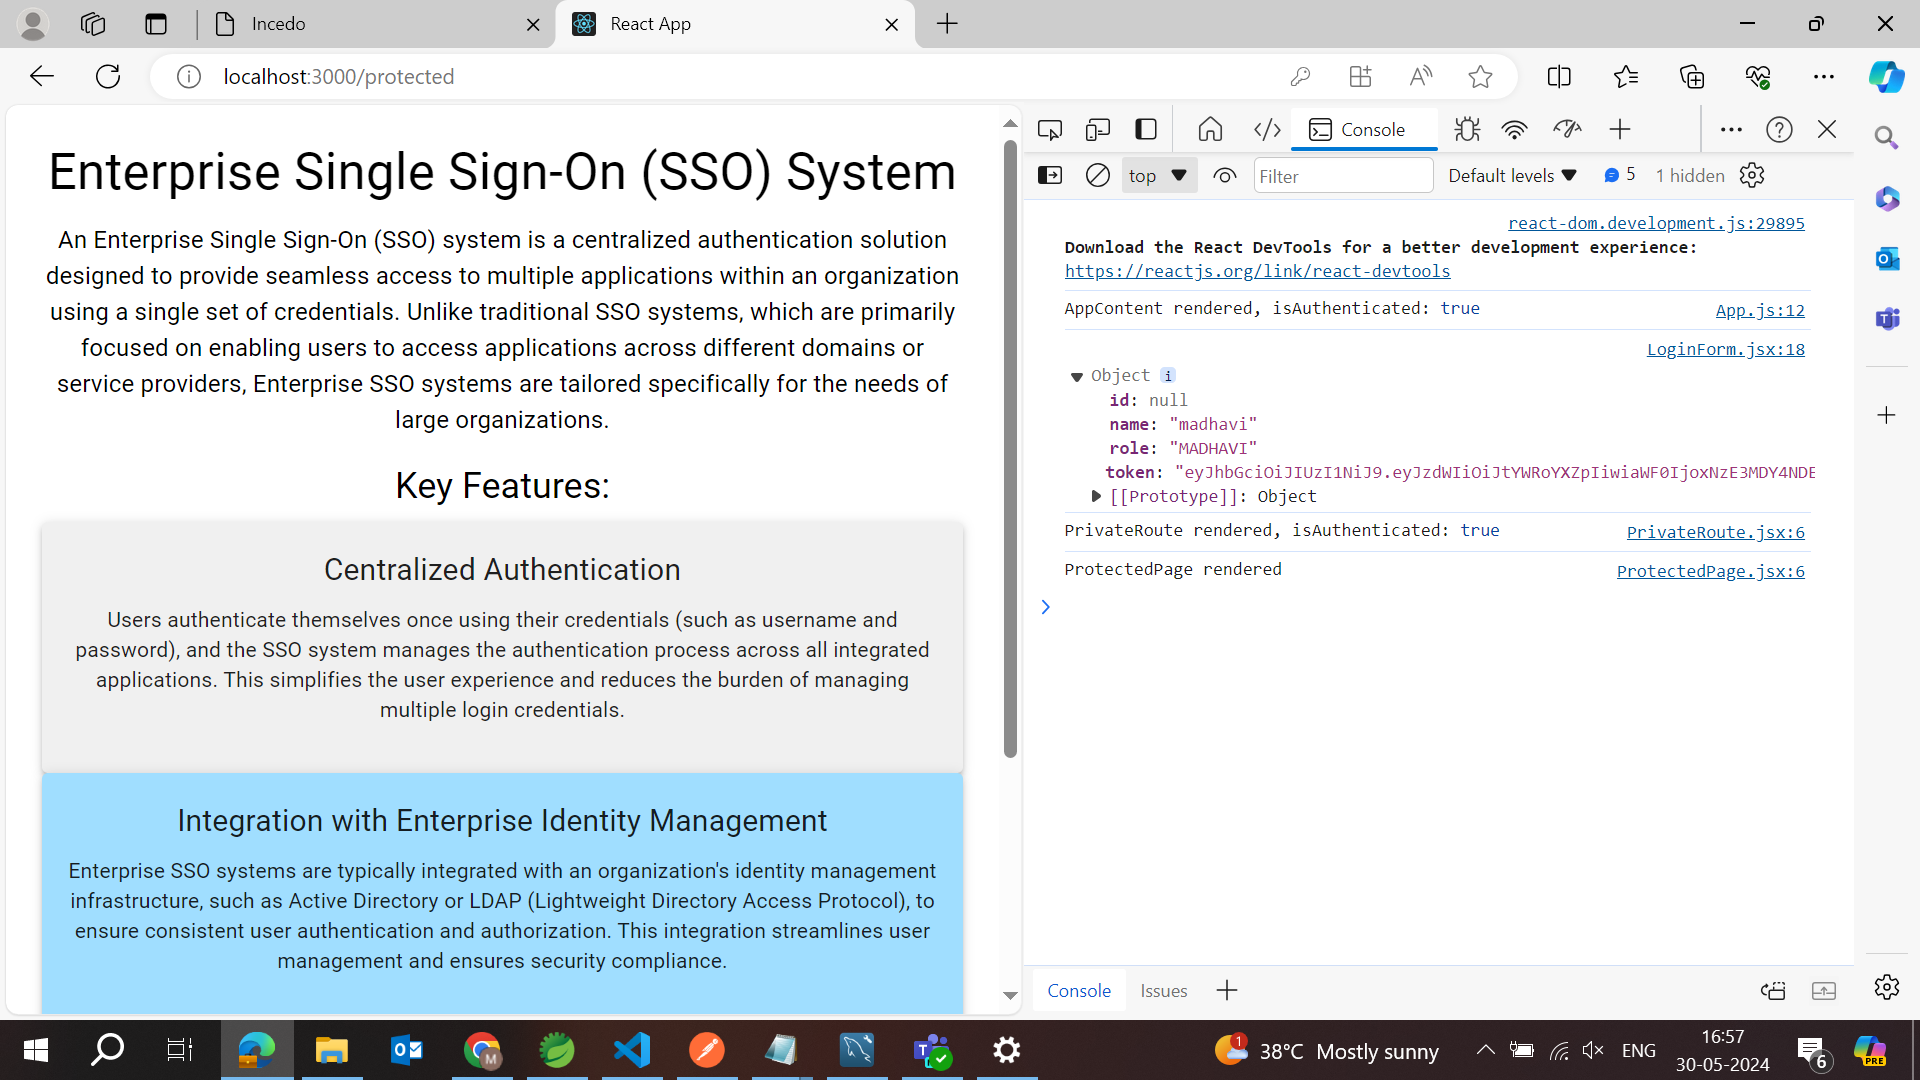 Incedo
React App
localhost:3000/protected
Enterprise Single Sign-On (SSO) System
An Enterprise Single Sign-On (SSO) system is a centralized authentication solution
designed to provide seamless access to multiple applications within an organization
using a single set of credentials. Unlike traditional SSO systems, which are primarily
focused on enabling users to access applications across different domains or
service providers, Enterprise SSO systems are tailored specifically for the needs of
large organizations.
Key Features:
Centralized Authentication
Users authenticate themselves once using their credentials (such as username and
password), and the SSO system manages the authentication process across all integrated
applications. This simplifies the user experience and reduces the burden of managing
multiple login credentials.
Integration with Enterprise Identity Management
Enterprise SSO systems are typically integrated with an organization's identity management
infrastructure, such as Active Directory or LDAP (Lightweight Directory Access Protocol), to
ensure consistent user authentication and authorization. This integration streamlines user
management and ensures security compliance.
Console
top Filter Default levels 5 1 hidden
react-dom.development.js:29895
Download the React DevTools for a better development experience:
https://reactjs.org/link/react-devtools
AppContent rendered, isAuthenticated: true App.js:12
LoginForm.jsx:18
Object i
id: null
name: "madhavi"
role: "MADHAVI"
token: "eyJhbGciOiJIUzI1NiJ9.eyJzdWIiOiJtYWRoYXZpIiwiaWF0IjoxNzE3MDY4NDE
[[Prototype]]: Object
PrivateRoute rendered, isAuthenticated: true PrivateRoute.jsx:6
ProtectedPage rendered ProtectedPage.jsx:6
Console Issues
M
1
38°C Mostly sunny
ENG
16:57
30-05-2024
6
PRE